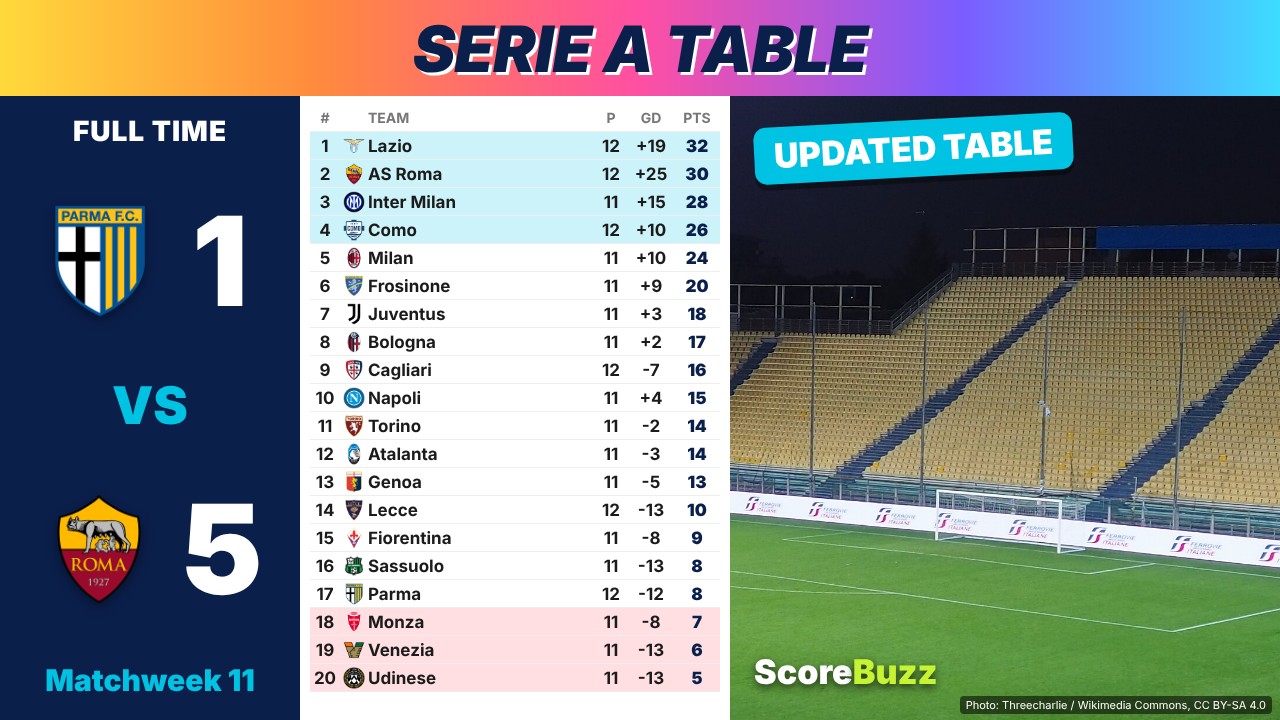 SERIE A TABLE
FULL TIME
PARMA F.C.
1
VS
ROMA
1927
5
Matchweek 11
# TEAM P GD PTS
1 Lazio 12 +19 32
2 AS Roma 12 +25 30
3 Inter Milan 11 +15 28
4 Como 12 +10 26
5 Milan 11 +10 24
6 Frosinone 11 +9 20
7 Juventus 11 +3 18
8 Bologna 11 +2 17
9 Cagliari 12 -7 16
10 Napoli 11 +4 15
11 Torino 11 -2 14
12 Atalanta 11 -3 14
13 Genoa 11 -5 13
14 Lecce 12 -13 10
15 Fiorentina 11 -8 9
16 Sassuolo 11 -13 8
17 Parma 12 -12 8
18 Monza 11 -8 7
19 Venezia 11 -13 6
20 Udinese 11 -13 5
UPDATED TABLE
FERROVIE
ITALIANE
ScoreBuzz
Photo: Threecharlie / Wikimedia Commons, CC BY-SA 4.0